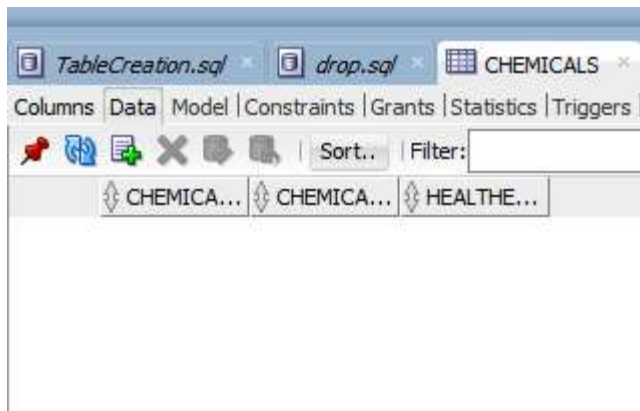 TableCreation.sql drop.sql CHEMICALS
Columns Data Model | Constraints | Grants | Statistics | Triggers
Sort.. Filter:
CHEMICA... CHEMICA... HEALTHE...